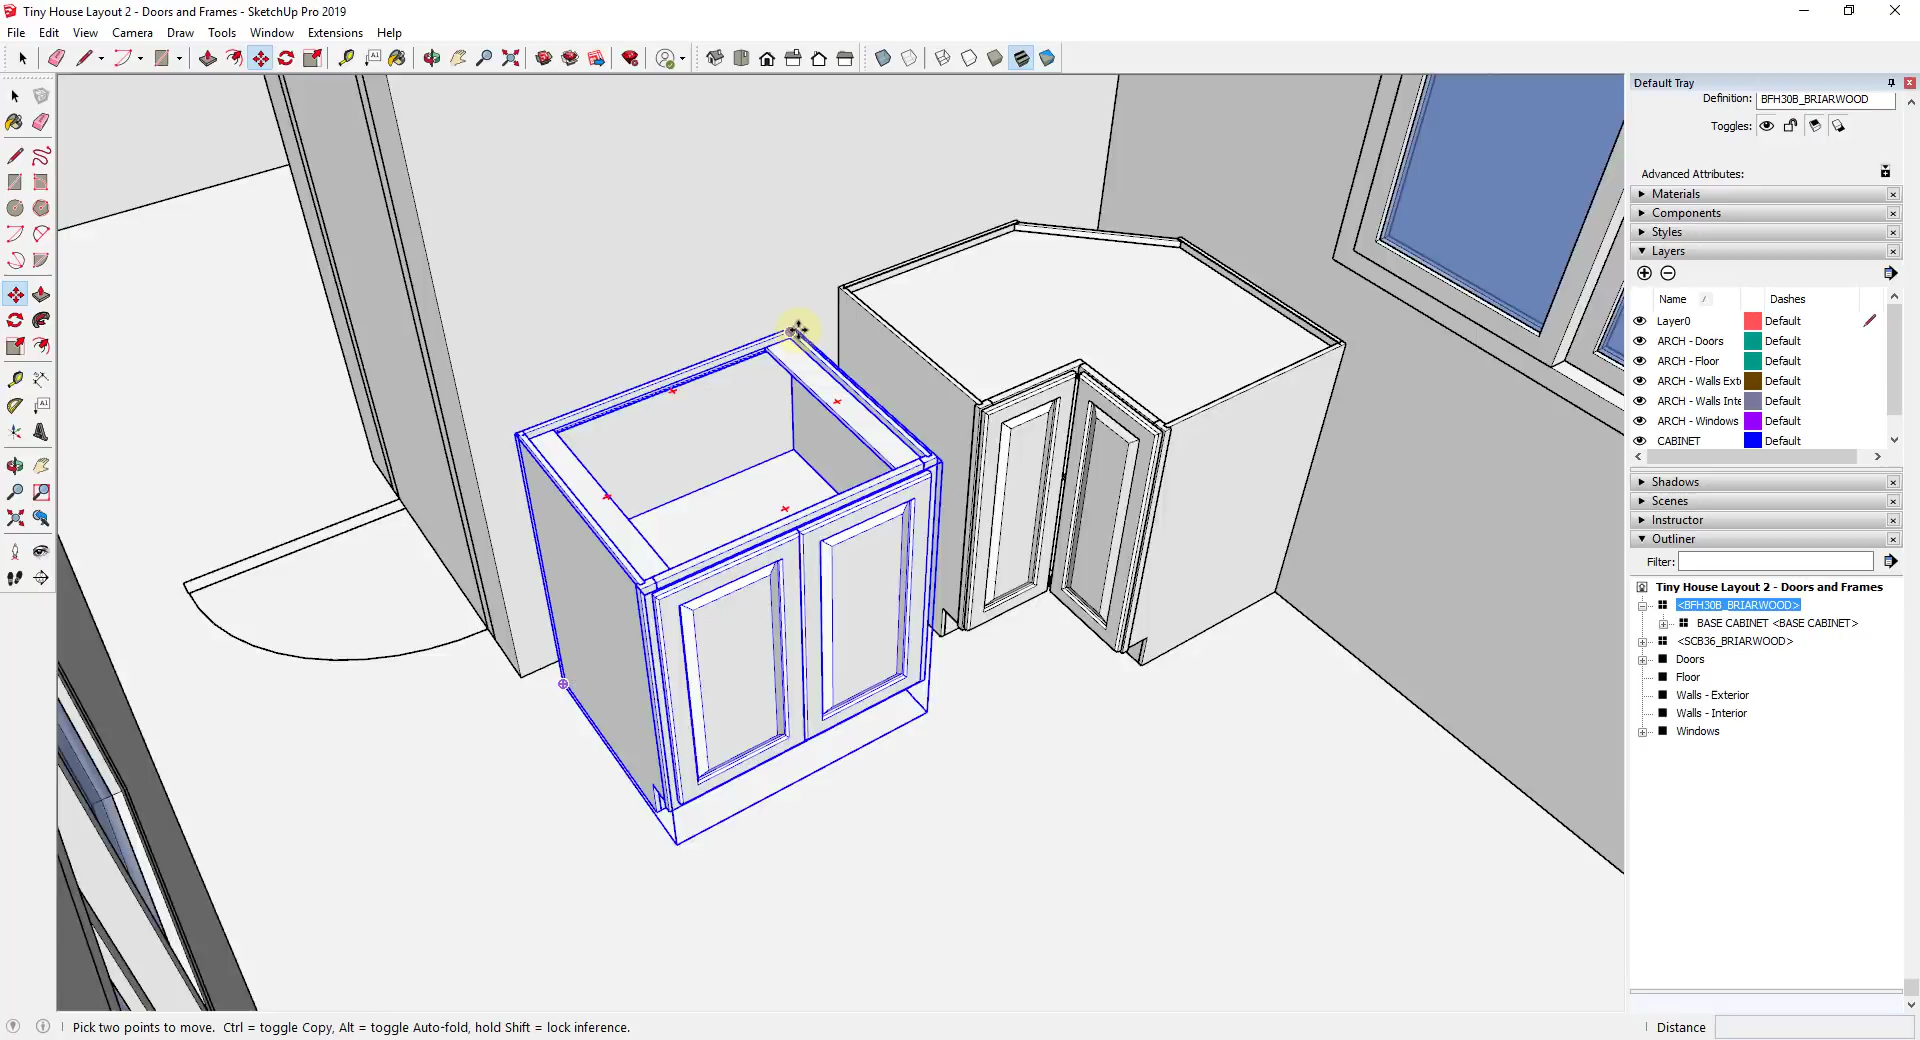 Tiny House Layout 2 - Doors and Frames - SketchUp Pro 2019
File Edit View Camera Draw Tools Window Extensions Help
Default Tray
Definition: BFH30B_BRIARWOOD
Toggles:
Advanced Attributes:
Materials
Components
Styles
Layers
Name Dashes
Layer0 Default
ARCH - Doors Default
ARCH - Floor Default
ARCH - Walls Ext Default
ARCH - Walls Inte Default
ARCH - Windows Default
CABINET Default
Shadows
Scenes
Instructor
Outliner
Filter:
Tiny House Layout 2 - Doors and Frames
<BFH30B_BRIARWOOD>
BASE CABINET <BASE CABINET>
<SCB36_BRIARWOOD>
Doors
Floor
Walls - Exterior
Walls - Interior
Windows
Pick two points to move. Ctrl = toggle Copy, Alt = toggle Auto-fold, hold Shift = lock inference.
Distance